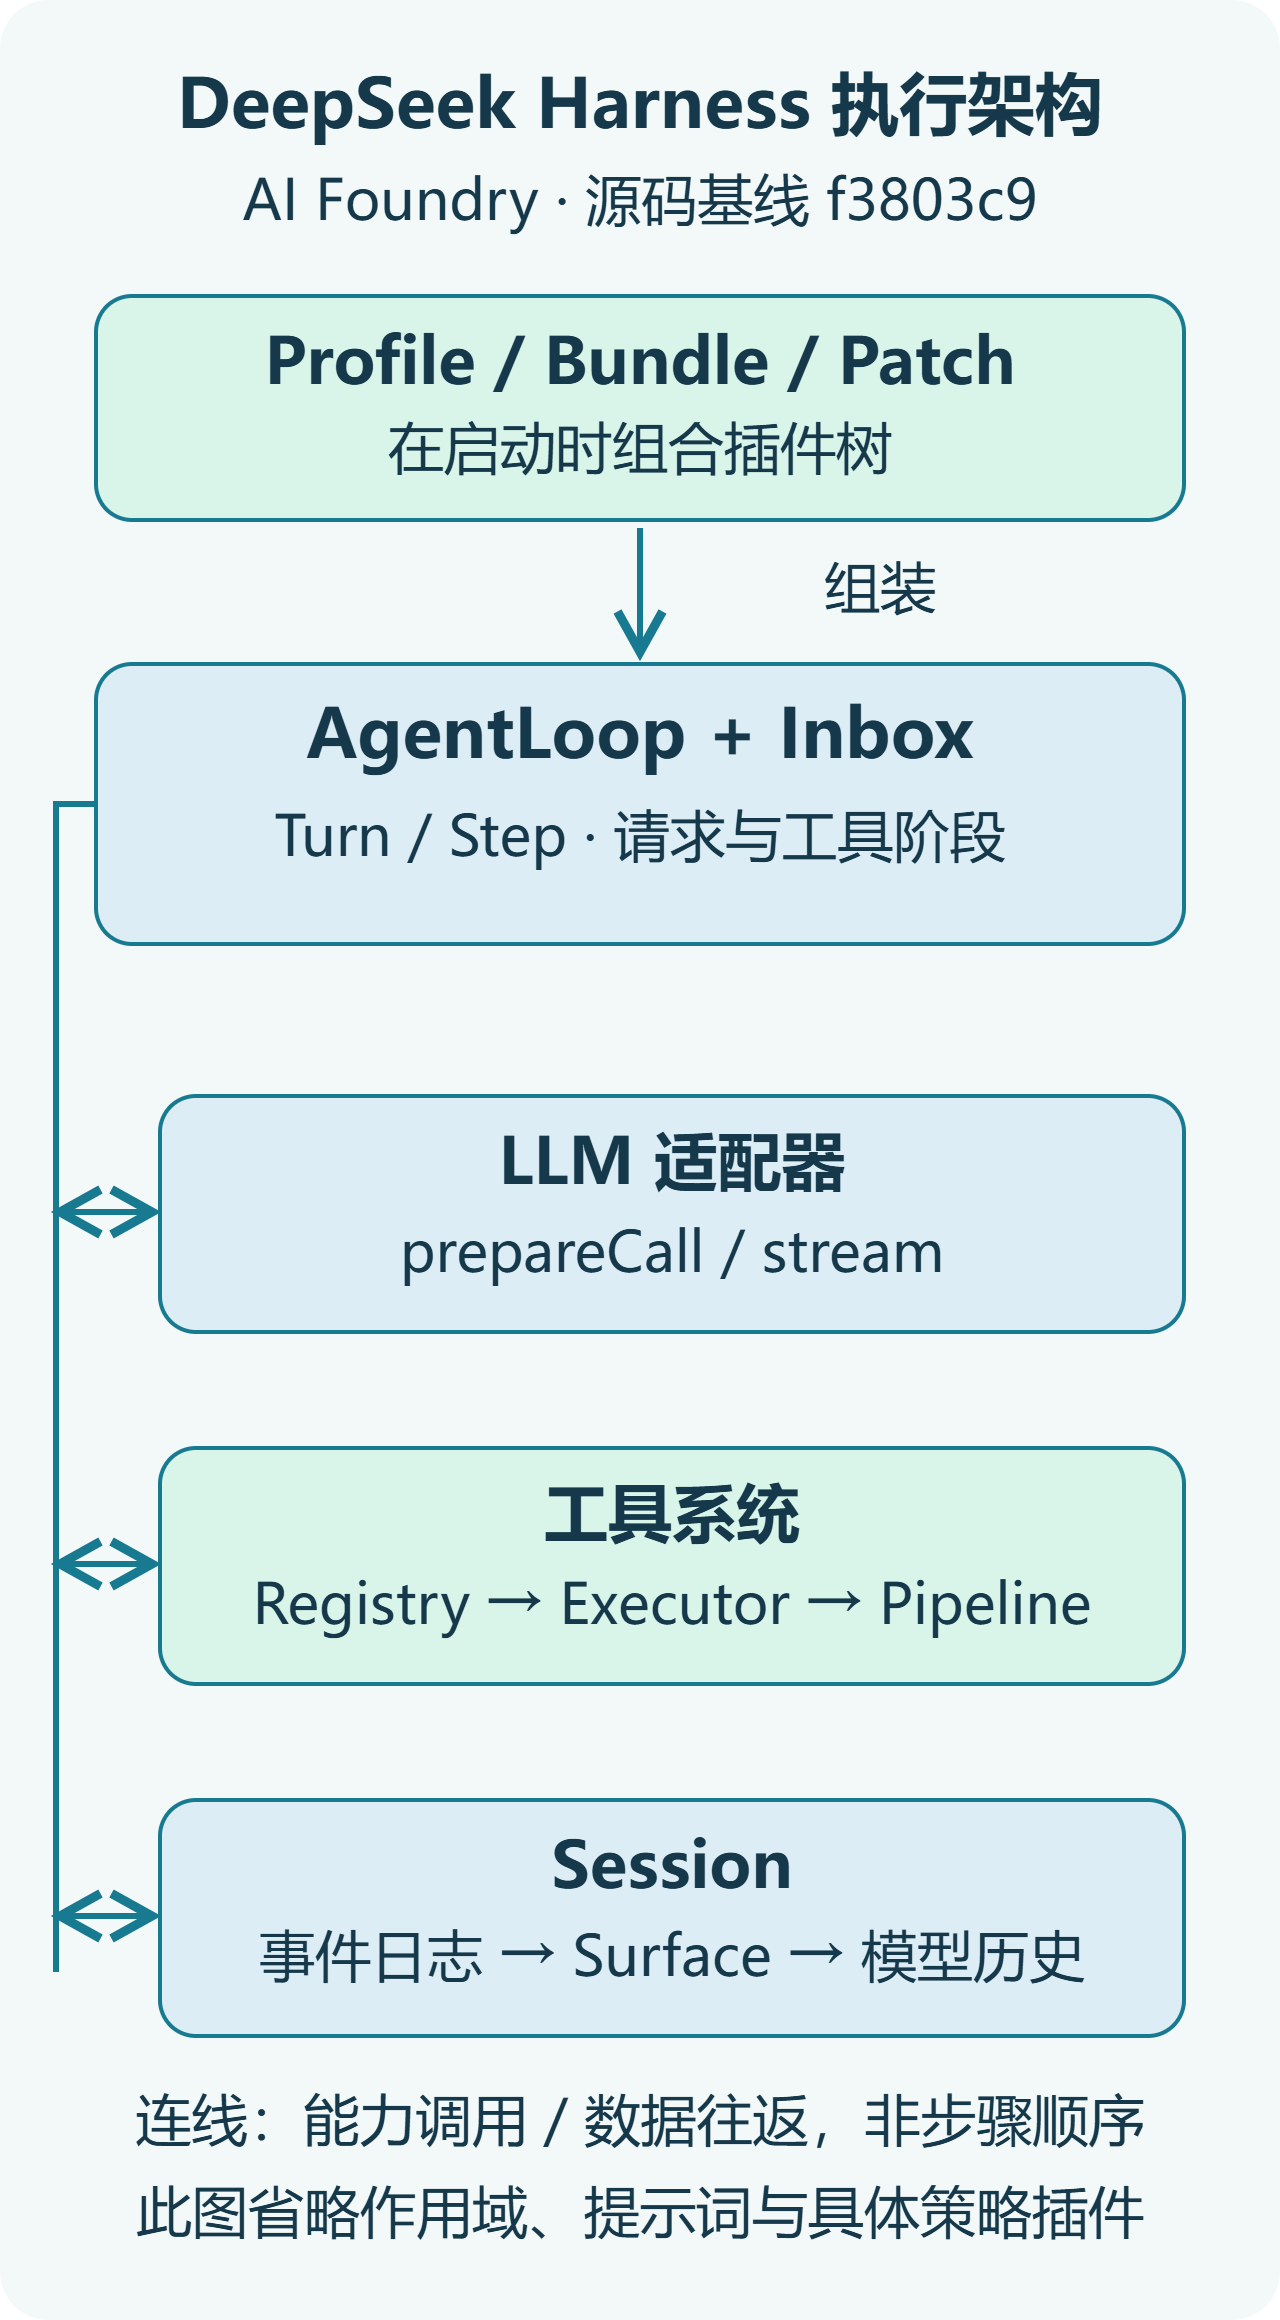 DeepSeek Harness 执行架构
AI Foundry · 源码基线 f3803c9
Profile / Bundle / Patch
在启动时组合插件树
组装
AgentLoop + Inbox
Turn / Step · 请求与工具阶段
LLM 适配器
prepareCall / stream
工具系统
Registry → Executor → Pipeline
Session
事件日志 → Surface → 模型历史
连线：能力调用 / 数据往返，非步骤顺序
此图省略作用域、提示词与具体策略插件